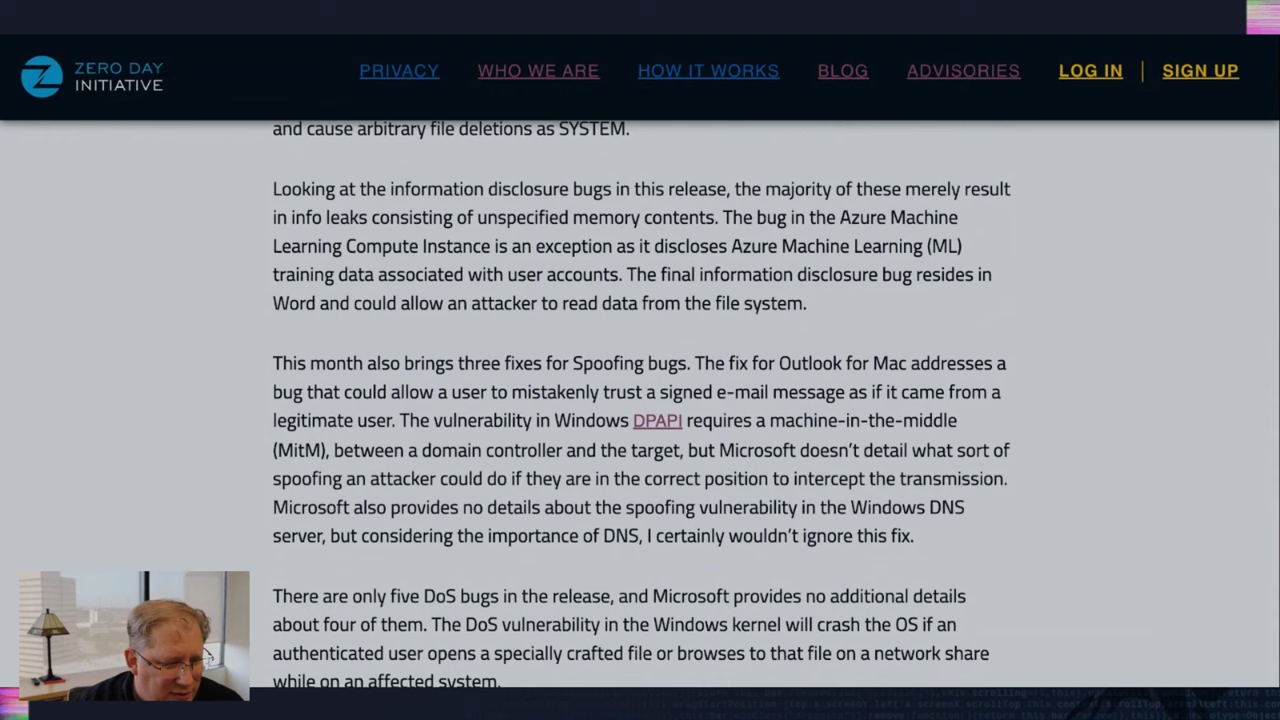 ZERO DAY
INITIATIVE
PRIVACY
WHO WE ARE
HOW IT WORKS
BLOG
ADVISORIES
LOG IN
SIGN UP
and cause arbitrary file deletions as SYSTEM.
Looking at the information disclosure bugs in this release, the majority of these merely result
in info leaks consisting of unspecified memory contents. The bug in the Azure Machine
Learning Compute Instance is an exception as it discloses Azure Machine Learning (ML)
training data associated with user accounts. The final information disclosure bug resides in
Word and could allow an attacker to read data from the file system.
This month also brings three fixes for Spoofing bugs. The fix for Outlook for Mac addresses a
bug that could allow a user to mistakenly trust a signed e-mail message as if it came from a
legitimate user. The vulnerability in Windows DPAPI requires a machine-in-the-middle
(MitM), between a domain controller and the target, but Microsoft doesn’t detail what sort of
spoofing an attacker could do if they are in the correct position to intercept the transmission.
Microsoft also provides no details about the spoofing vulnerability in the Windows DNS
server, but considering the importance of DNS, I certainly wouldn’t ignore this fix.
There are only five DoS bugs in the release, and Microsoft provides no additional details
about four of them. The DoS vulnerability in the Windows kernel will crash the OS if an
authenticated user opens a specially crafted file or browses to that file on a network share
while on an affected system.